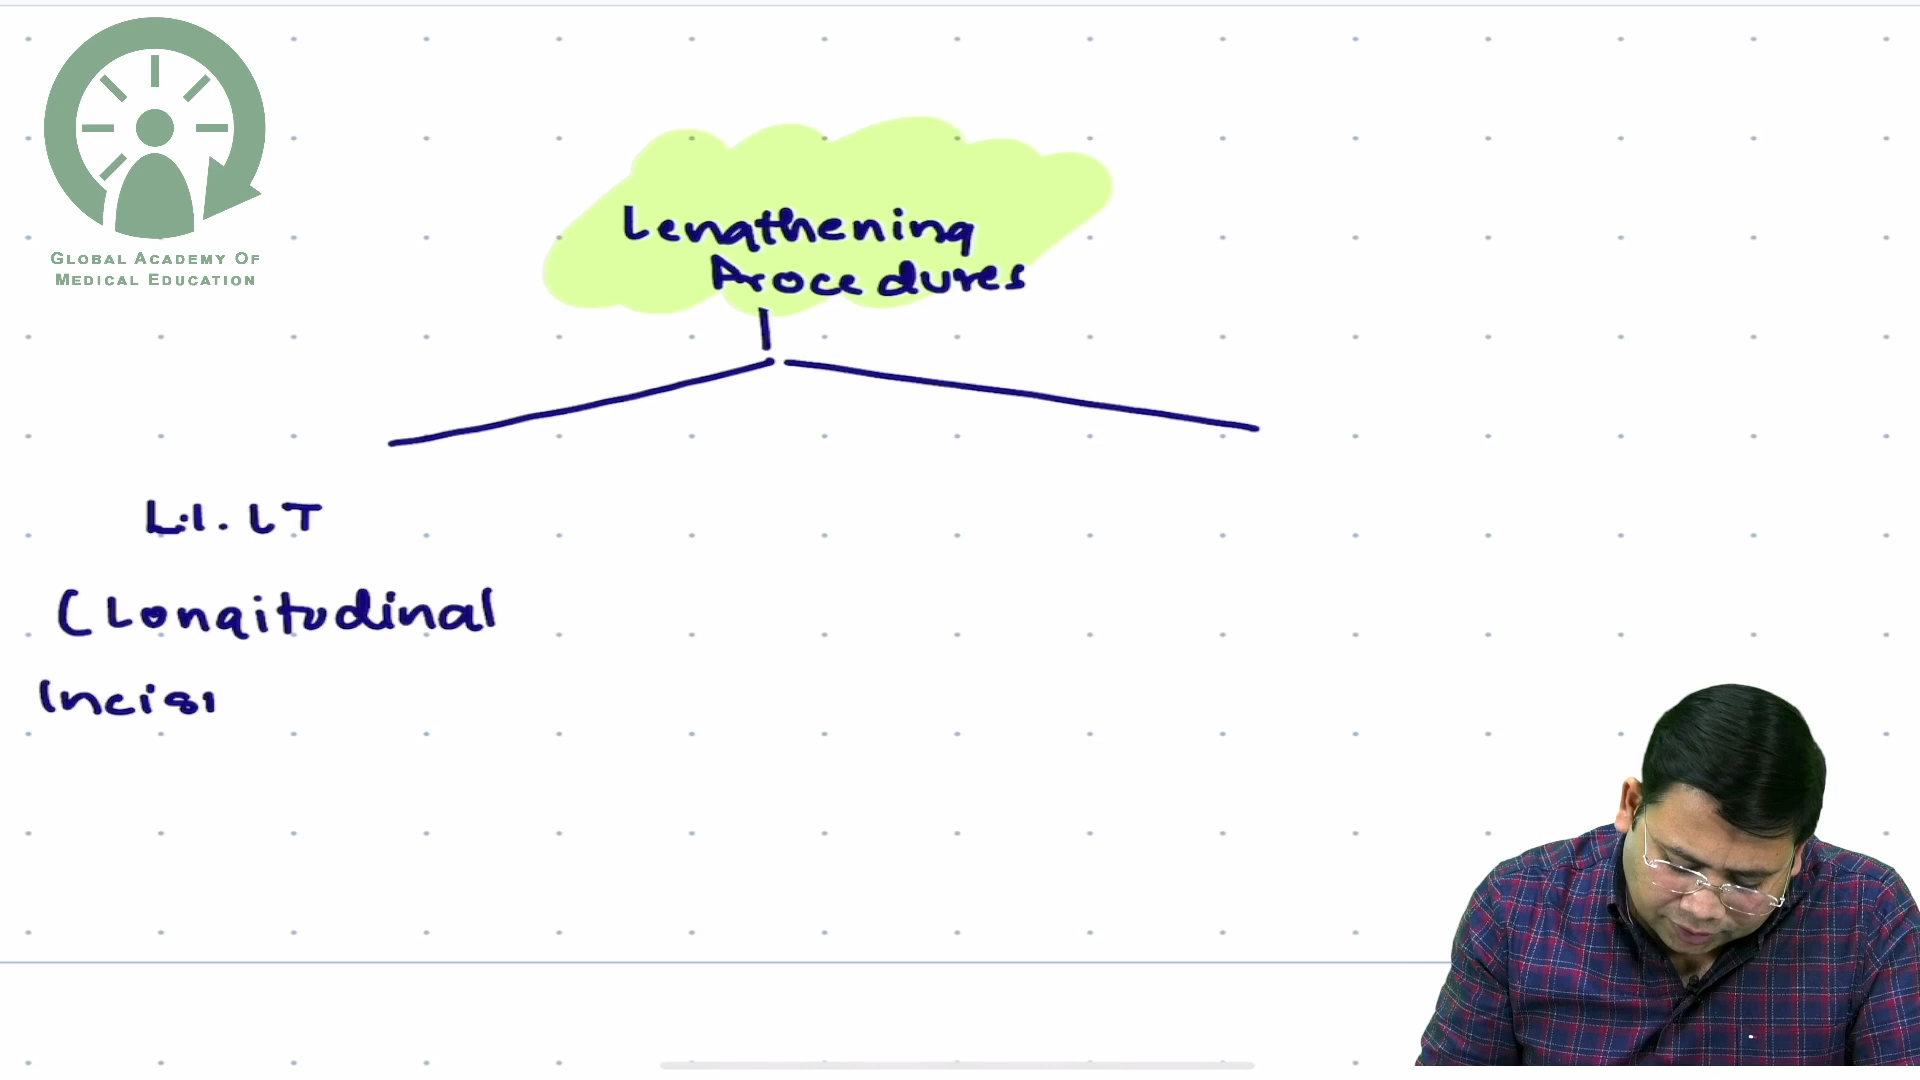 GLOBAL ACADEMY OF
MEDICAL EDUCATION
Lengthening
Procedures
L.I. LT
( Longitudinal
Incisi